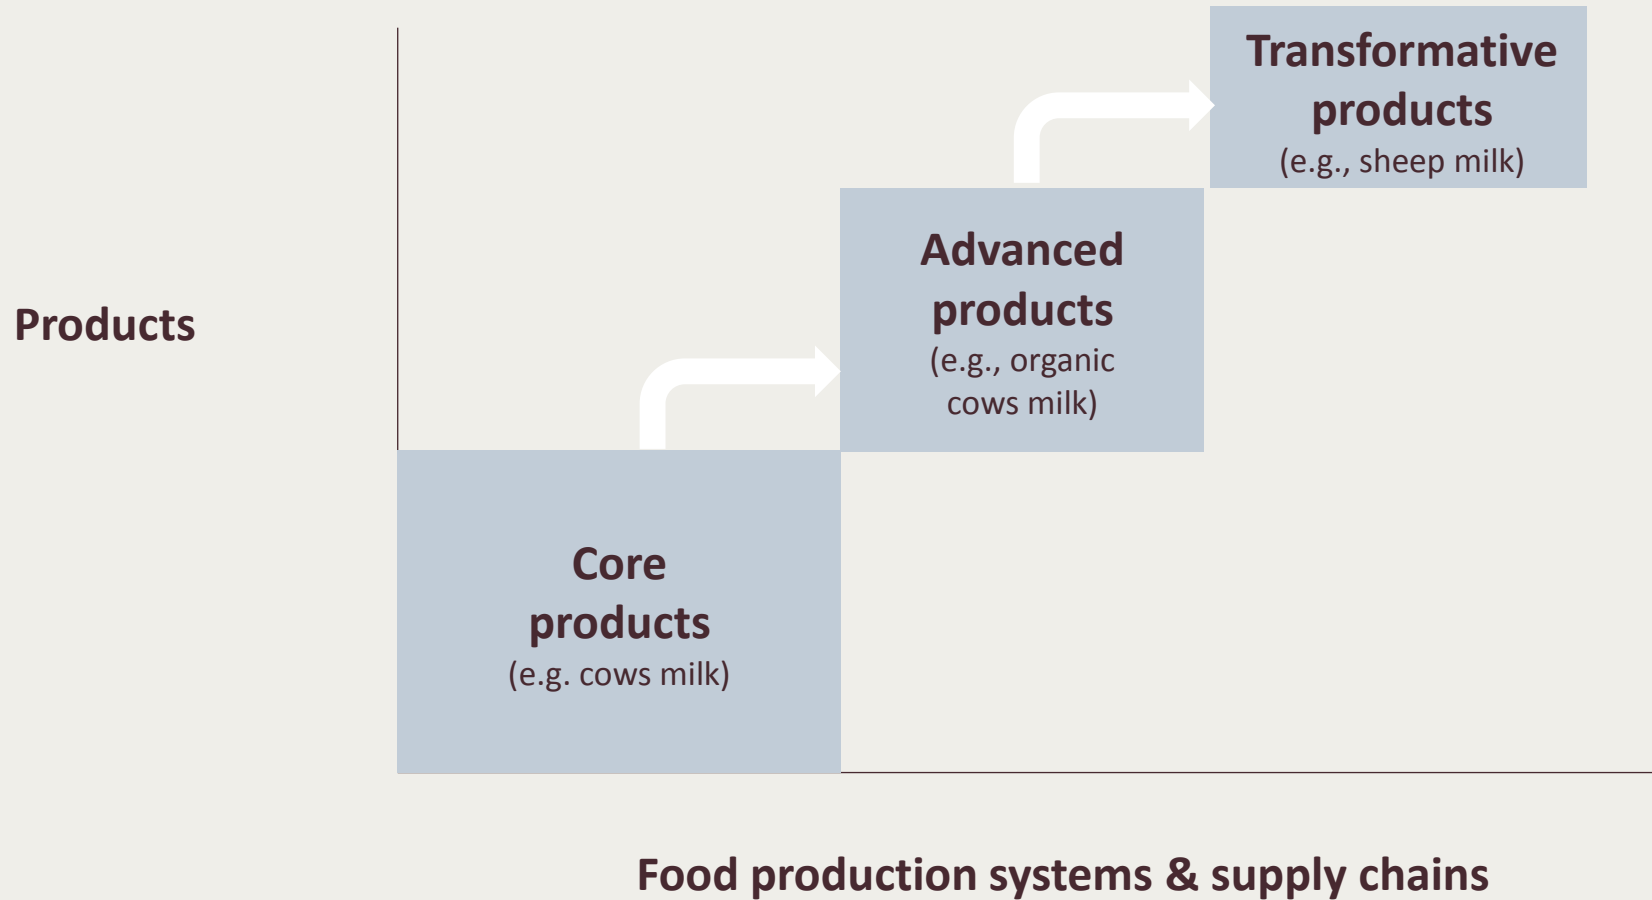 Transformative
products
(e.g., sheep milk)
Advanced
products
(e.g., organic
cows milk)
Products
Core
products
(e.g. cows milk)
Food production systems & supply chains